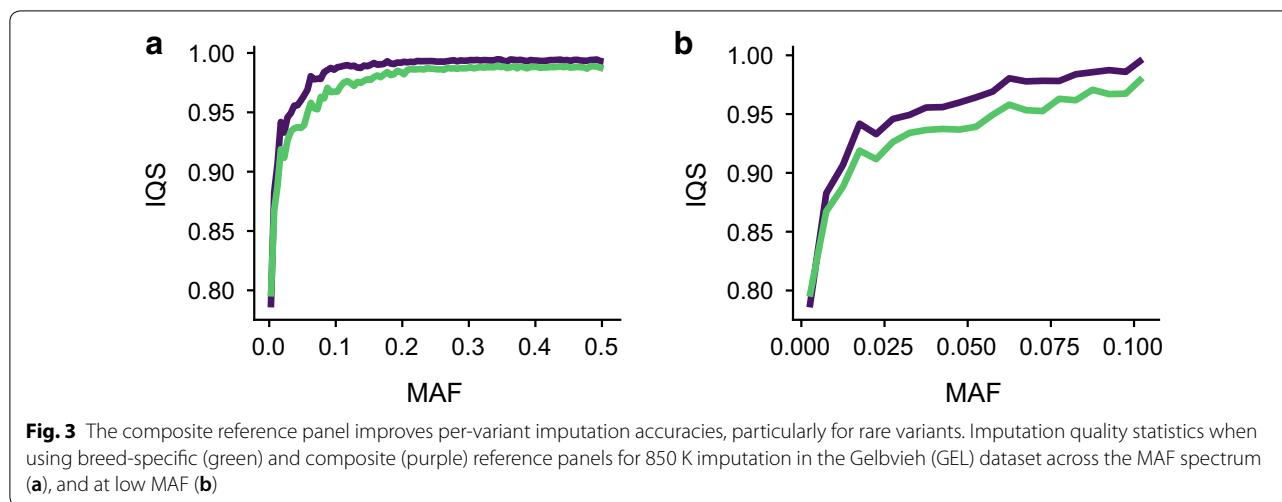 a
1.00
0.95
0.90
0.85
0.80
IQS
0.0 0.1 0.2 0.3 0.4 0.5
MAF
b
1.00
0.95
0.90
0.85
0.80
IQS
0.000 0.025 0.050 0.075 0.100
MAF
Fig. 3 The composite reference panel improves per-variant imputation accuracies, particularly for rare variants. Imputation quality statistics when
using breed-specific (green) and composite (purple) reference panels for 850 K imputation in the Gelbvieh (GEL) dataset across the MAF spectrum
(a), and at low MAF (b)